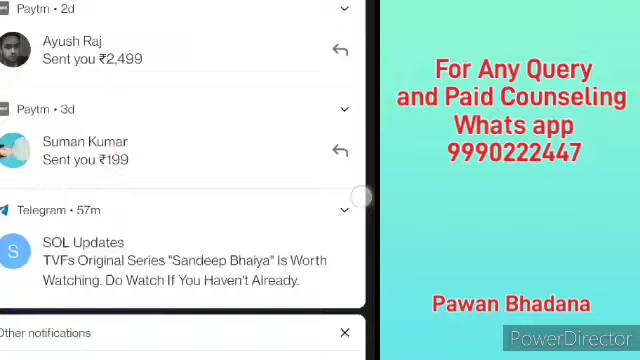 Paytm • 2d
Ayush Raj
Sent you ₹2,499
Paytm • 3d
Suman Kumar
Sent you ₹199
Telegram • 57m
S
SOL Updates
TVFs Original Series "Sandeep Bhaiya" Is Worth
Watching. Do Watch If You Haven't Already.
Other notifications
For Any Query
and Paid Counseling
Whats app
9990222447
Pawan Bhadana
PowerDirector